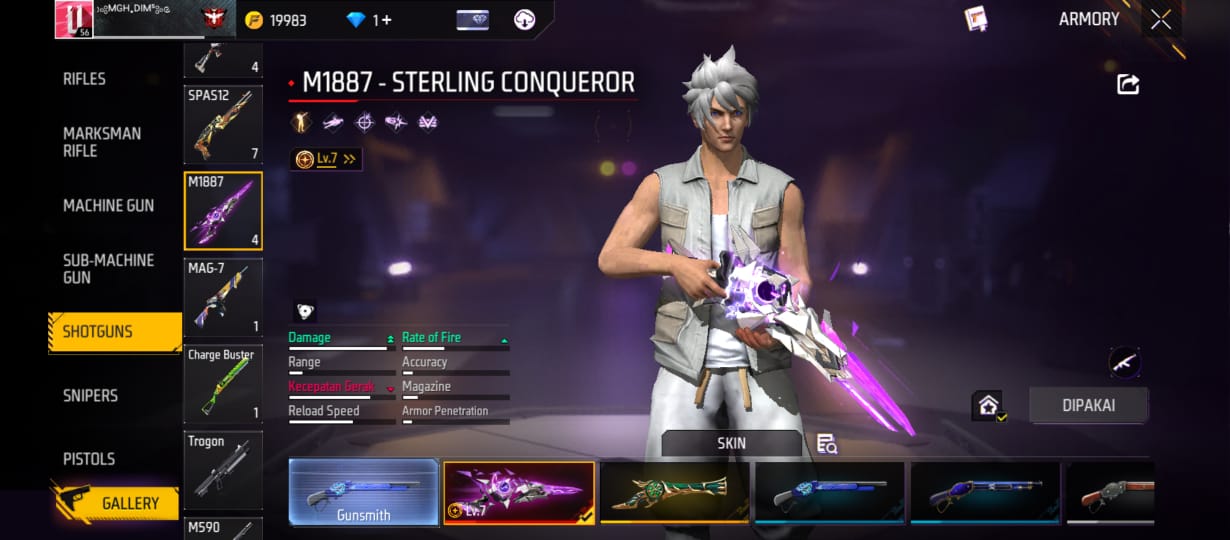 MGH_DIM
56
19983
1+
ARMORY
RIFLES
MARKSMAN
RIFLE
MACHINE GUN
SUB-MACHINE
GUN
SHOTGUNS
SNIPERS
PISTOLS
GALLERY
4
SPAS12
7
M1887
4
MAG-7
1
Charge Buster
1
Trogon
M590
M1887 - STERLING CONQUEROR
Lv.7
Damage
Rate of Fire
Range
Accuracy
Kecepatan Gerak
Magazine
Reload Speed
Armor Penetration
DIPAKAI
SKIN
Gunsmith
Lv.7